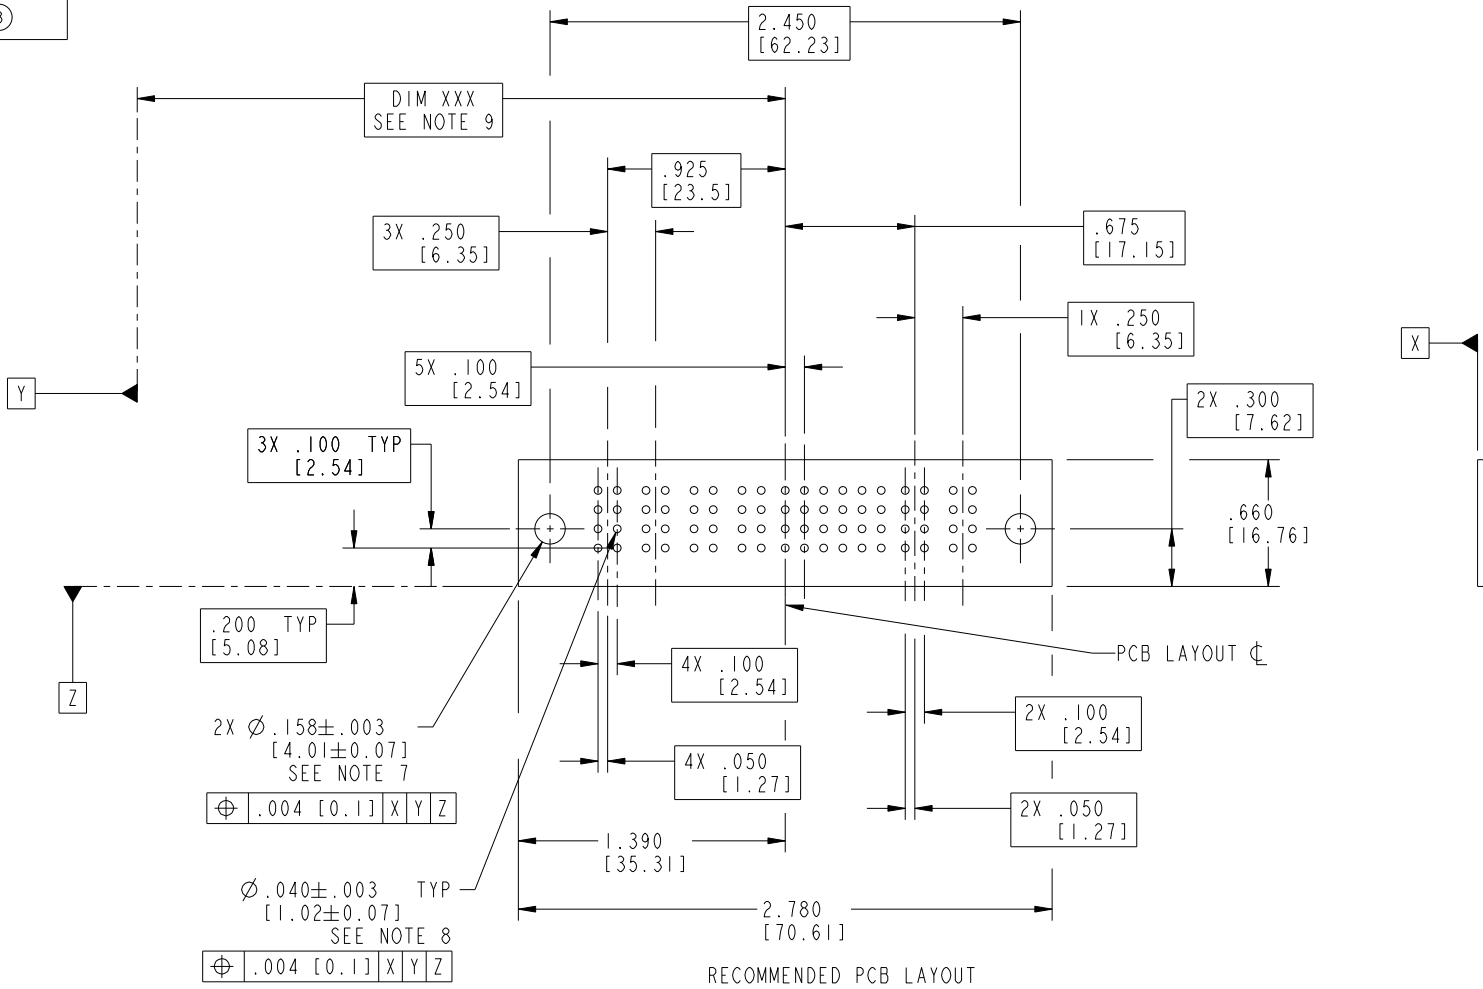 2.450
[62.23]
DIM XXX
SEE NOTE 9
.925
[23.5]
3X .250
[6.35]
.675
[17.15]
1X .250
[6.35]
X
5X .100
[2.54]
Y
2X .300
[7.62]
3X .100 TYP
[2.54]
.660
[16.76]
.200 TYP
[5.08]
PCB LAYOUT ℄
4X .100
[2.54]
Z
2X Ø.158±.003
[4.01±0.07]
SEE NOTE 7
⌖ .004 [0.1] X Y Z
2X .100
[2.54]
4X .050
[1.27]
2X .050
[1.27]
1.390
[35.31]
Ø.040±.003 TYP
[1.02±0.07]
SEE NOTE 8
⌖ .004 [0.1] X Y Z
2.780
[70.61]
RECOMMENDED PCB LAYOUT